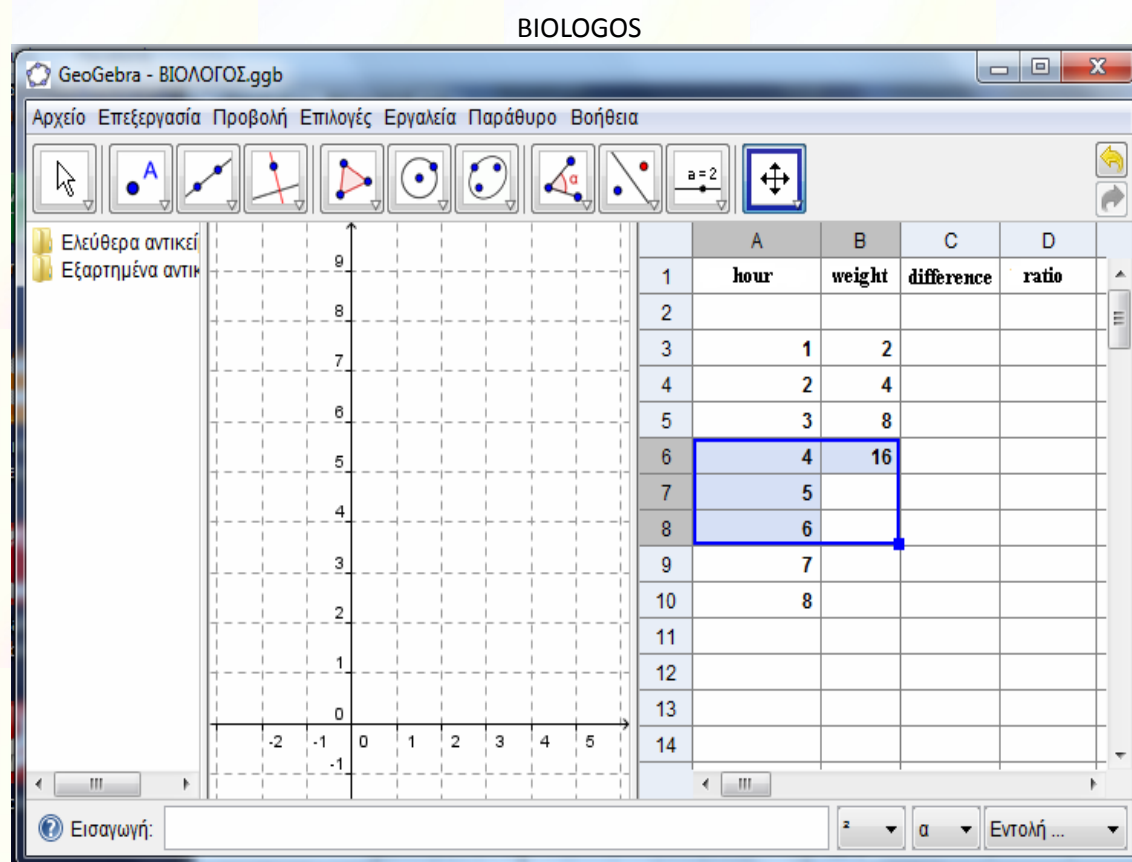 BIOLOGOS
GeoGebra - ΒΙΟΛΟΓΟΣ.ggb
Αρχείο Επεξεργασία Προβολή Επιλογές Εργαλεία Παράθυρο Βοήθεια
A α a = 2
Ελεύθερα αντικεί
Εξαρτημένα αντικ
9
8
7
6
5
4
3
2
1
0
-2 -1 0 1 2 3 4 5
-1
A B C D
1 hour weight difference ratio
2
3 1 2
4 2 4
5 3 8
6 4 16
7 5
8 6
9 7
10 8
11
12
13
14
Εισαγωγή: ² α Εντολή ...